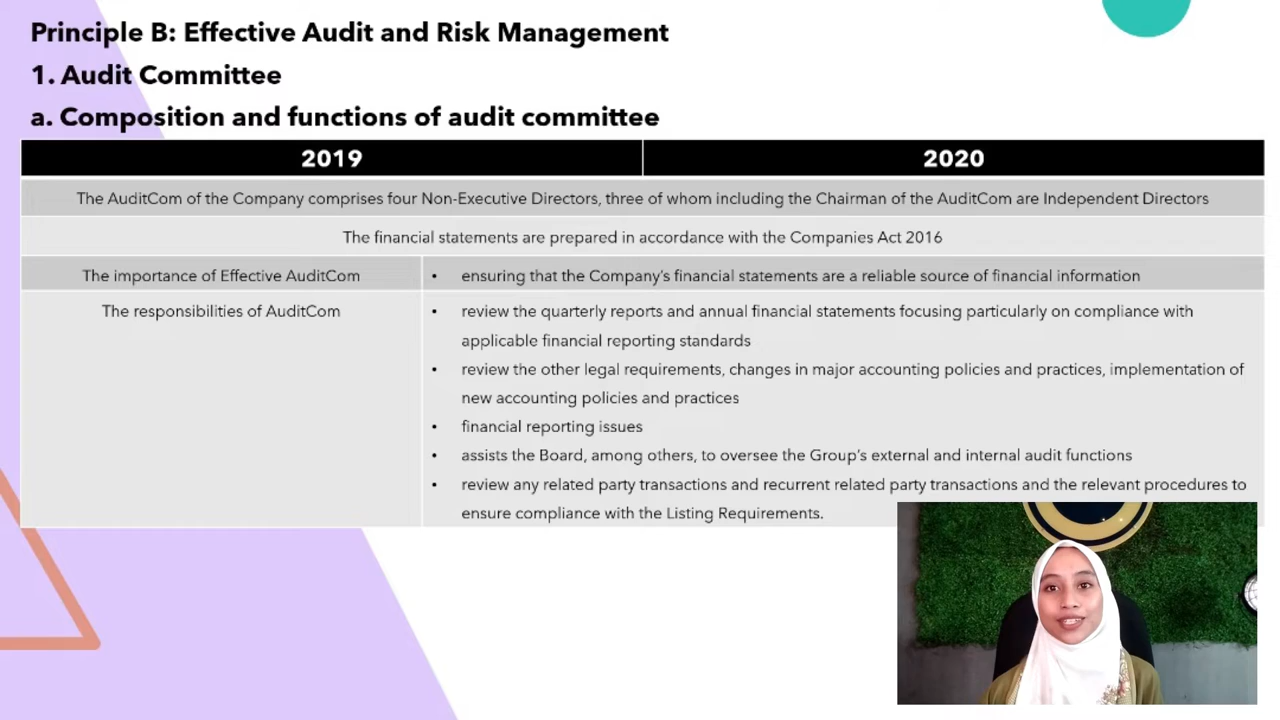 Principle B: Effective Audit and Risk Management
1. Audit Committee
a. Composition and functions of audit committee
2019 2020
The AuditCom of the Company comprises four Non-Executive Directors, three of whom including the Chairman of the AuditCom are Independent Directors
The financial statements are prepared in accordance with the Companies Act 2016
The importance of Effective AuditCom • ensuring that the Company's financial statements are a reliable source of financial information
The responsibilities of AuditCom • review the quarterly reports and annual financial statements focusing particularly on compliance with
applicable financial reporting standards
• review the other legal requirements, changes in major accounting policies and practices, implementation of
new accounting policies and practices
• financial reporting issues
• assists the Board, among others, to oversee the Group's external and internal audit functions
• review any related party transactions and recurrent related party transactions and the relevant procedures to
ensure compliance with the Listing Requirements.